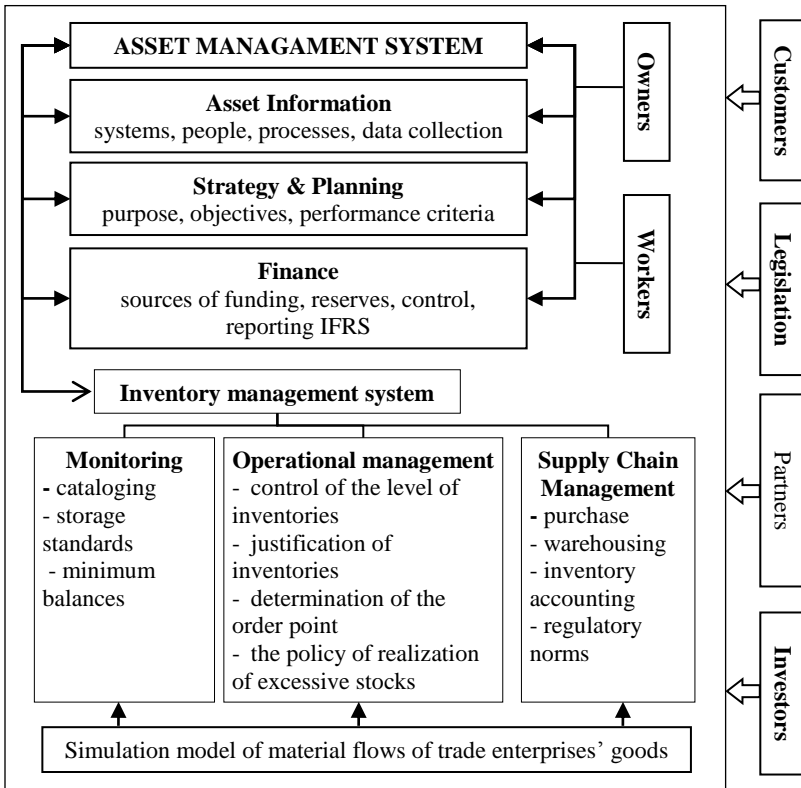 ASSET MANAGAMENT SYSTEM
Asset Information
systems, people, processes, data collection
Strategy & Planning
purpose, objectives, performance criteria
Finance
sources of funding, reserves, control,
reporting IFRS
Owners
Workers
Inventory management system
Monitoring
- cataloging
- storage
standards
- minimum
balances
Operational management
- control of the level of
inventories
- justification of
inventories
- determination of the
order point
- the policy of realization
of excessive stocks
Supply Chain
Management
- purchase
- warehousing
- inventory
accounting
- regulatory
norms
Simulation model of material flows of trade enterprises’ goods
Customers
Legislation
Partners
Investors